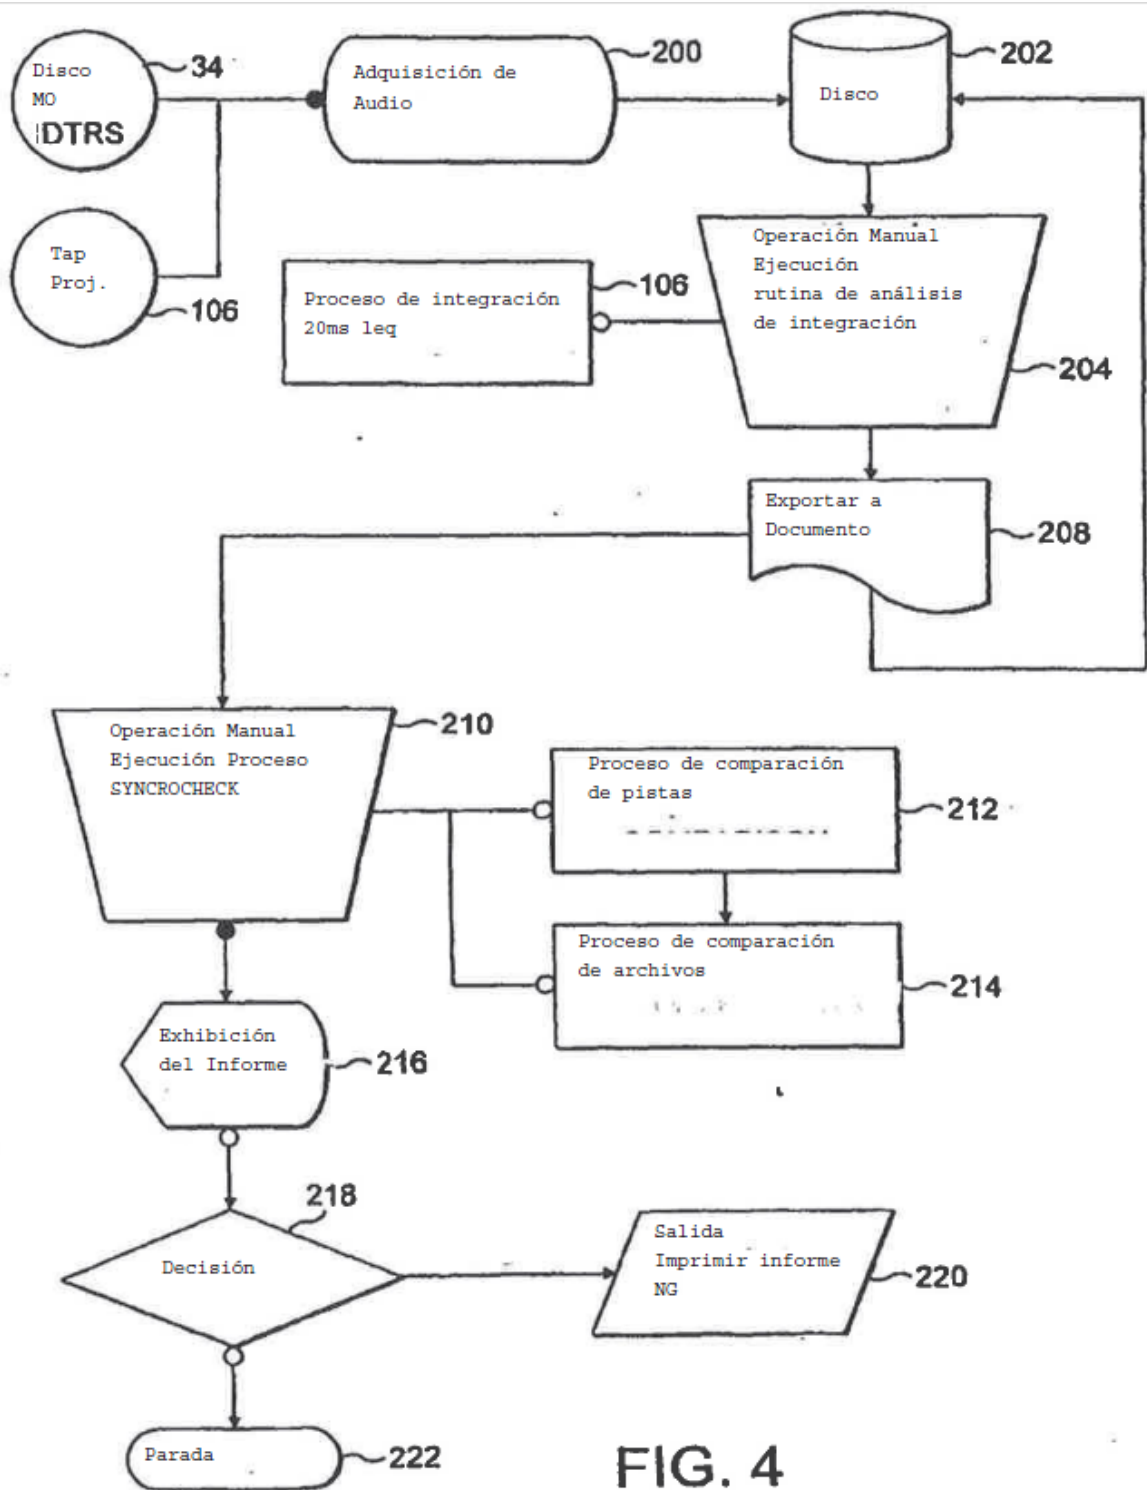 Disco
MO
DTRS
34
Adquisición de
Audio
200
Disco
202
Tap
Proj.
106
Proceso de integración
20ms leq
106
Operación Manual
Ejecución
rutina de análisis
de integración
204
Exportar a
Documento
208
Operación Manual
Ejecución Proceso
SYNCROCHECK
210
Proceso de comparación
de pistas
212
Proceso de comparación
de archivos
214
Exhibición
del Informe
216
218
Decisión
Salida
Imprimir informe
NG
220
Parada
222
FIG. 4